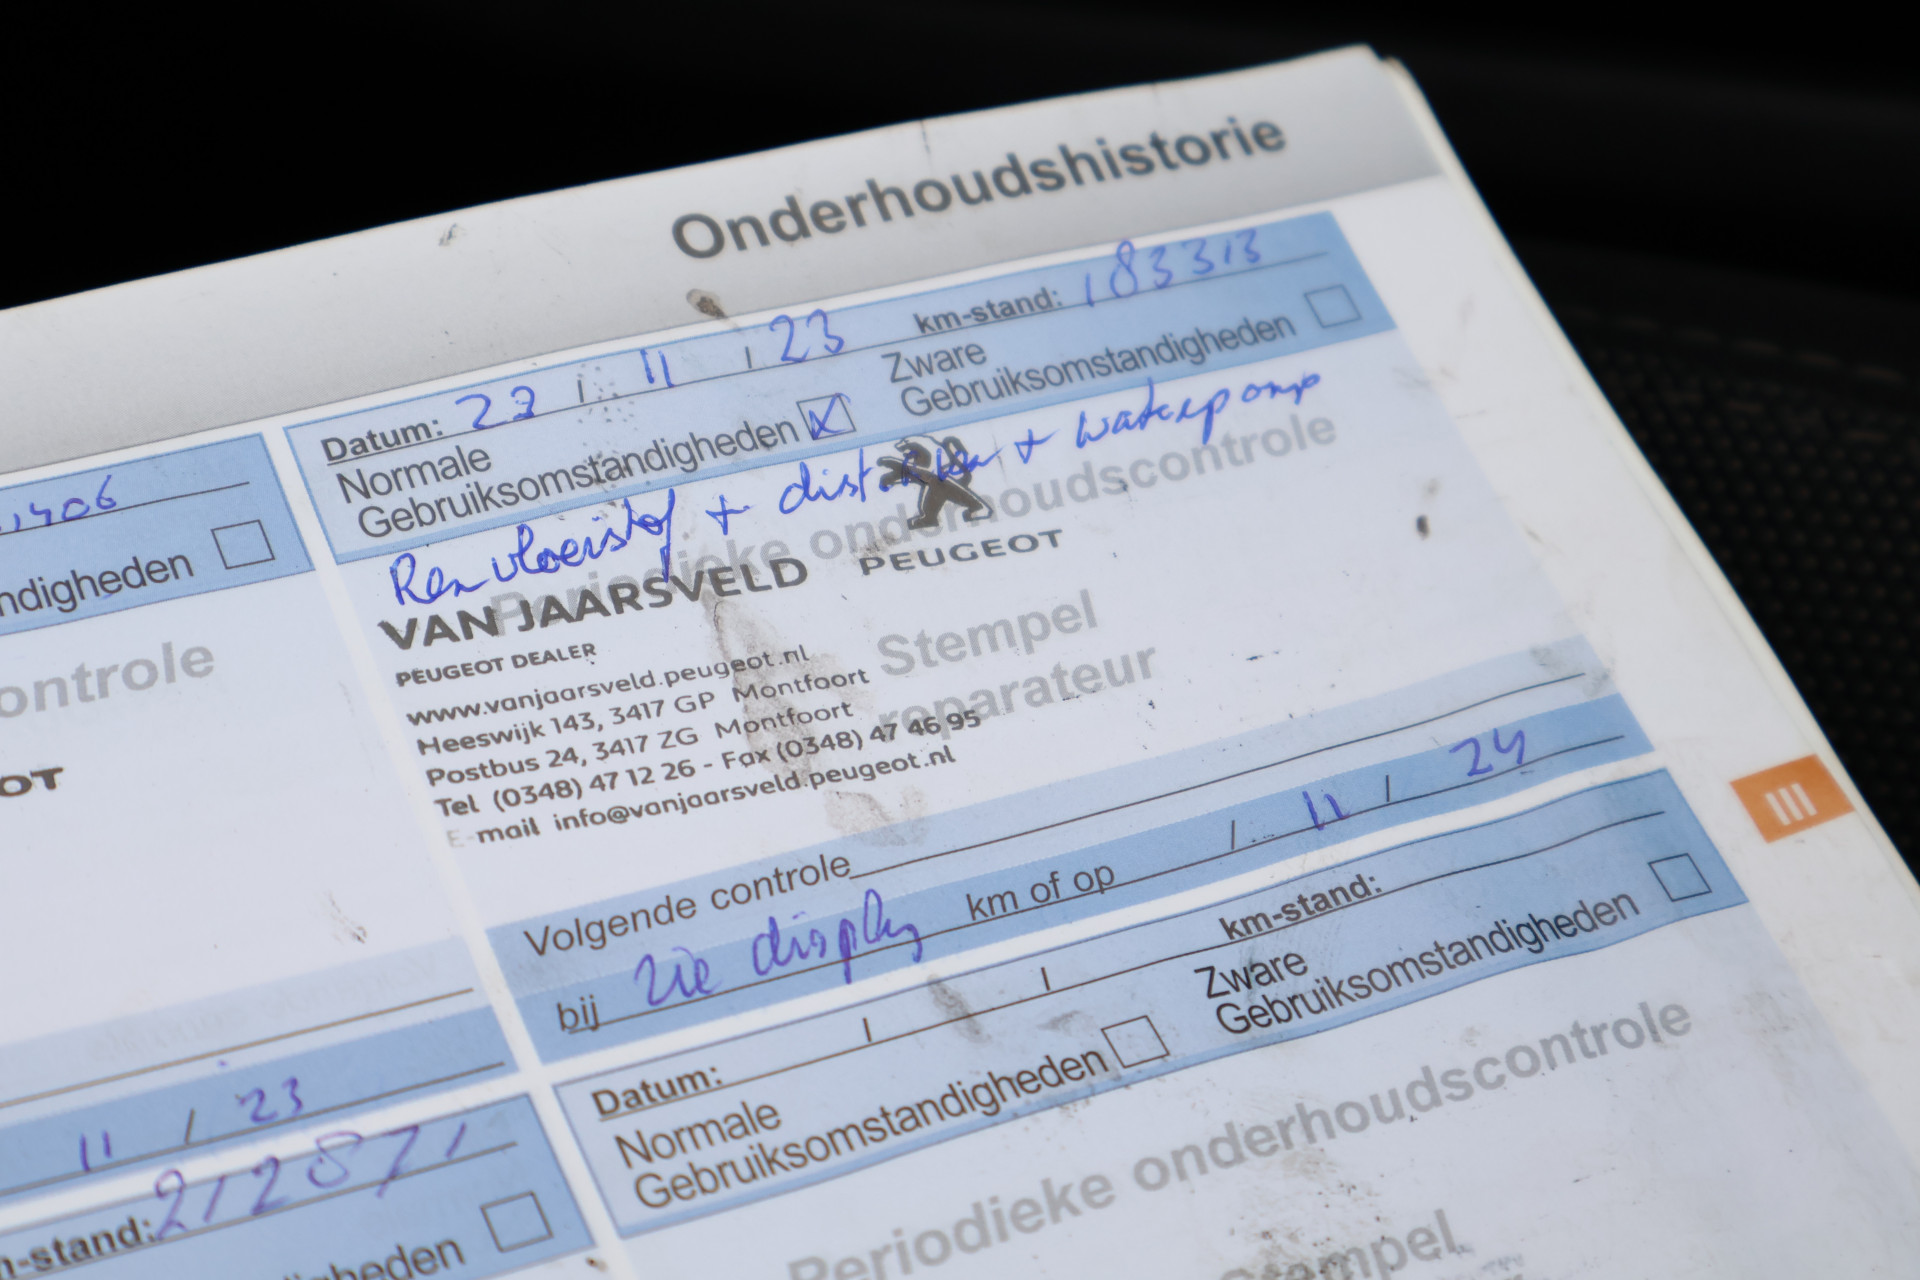 Onderhoudshistorie
Datum: 23 / 11 / 23 km-stand: 183313
Normale Gebruiksomstandigheden
Zware Gebruiksomstandigheden
Remvloeistof + + waterpomp
Periodieke onderhoudscontrole
VAN JAARSVELD PEUGEOT
PEUGEOT DEALER
www.vanjaarsveld.peugeot.nl
Heeswijk 143, 3417 GP Montfoort
Postbus 24, 3417 ZG Montfoort
Tel (0348) 47 12 26 - Fax (0348) 47 46 95
E-mail info@vanjaarsveld.peugeot.nl
Stempel
reparateur
Volgende controle
bij zie display km of op / 11 / 24
Datum: / / km-stand:
Normale Gebruiksomstandigheden
Zware Gebruiksomstandigheden
Periodieke onderhoudscontrole
Stempel
III
ndigheden
ontrole
OT
11 / 23
-stand: 212871
igheden